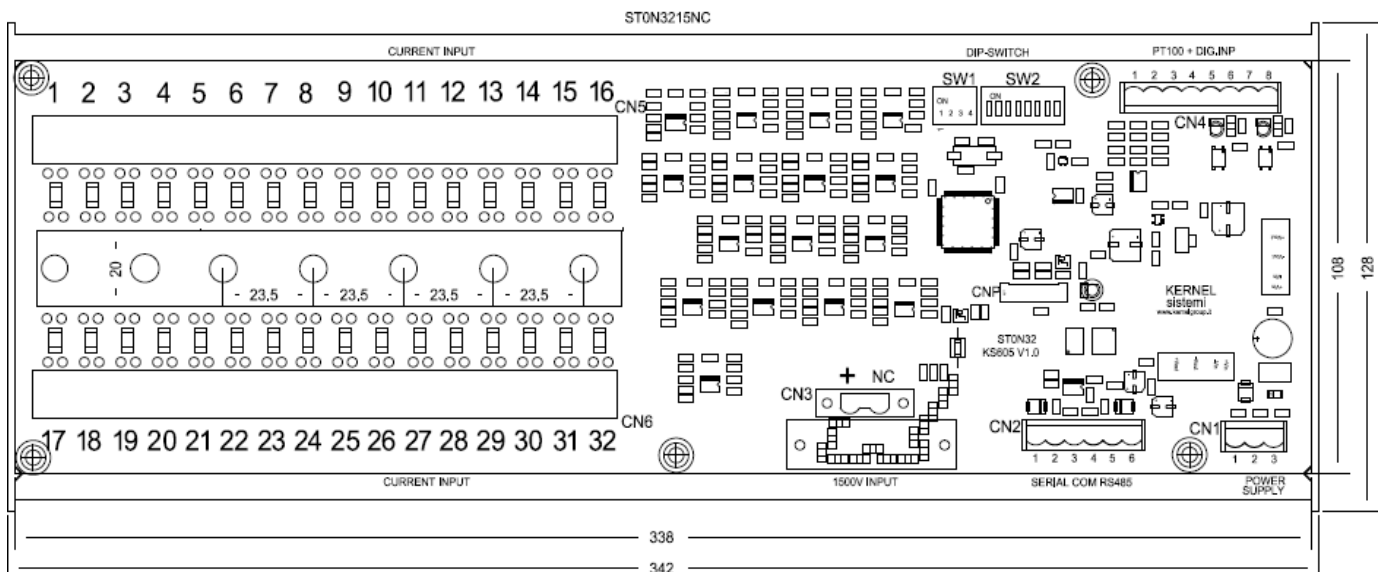 ST0N3215NC
CURRENT INPUT
DIP-SWITCH
PT100 + DIG.INP
1 2 3 4 5 6 7 8 9 10 11 12 13 14 15 16
CN5
SW1
SW2
ON
1 2 3 4
ON
1 2 3 4 5 6 7 8
CN4
20
23,5
23,5
23,5
23,5
CNP
KERNEL
sistemi
www.kernelgroup.it
ST0N32
KS605 V1.0
108
128
+ NC
CN3
CN6
CN2
CN1
17 18 19 20 21 22 23 24 25 26 27 28 29 30 31 32
1 2 3 4 5 6
1 2 3
CURRENT INPUT
1500V INPUT
SERIAL COM RS485
POWER
SUPPLY
338
342